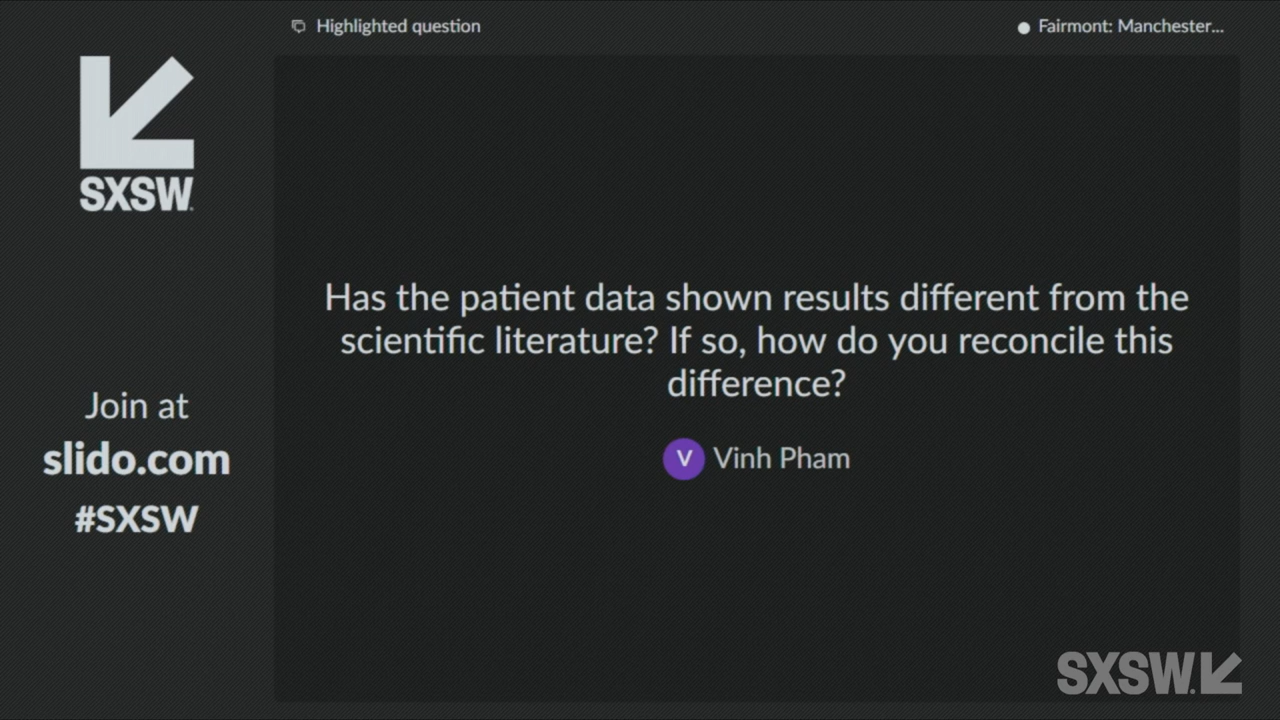 Highlighted question
Fairmont: Manchester...
SXSW.
Has the patient data shown results different from the
scientific literature? If so, how do you reconcile this
difference?
V Vinh Pham
Join at
slido.com
#SXSW
SXSW.